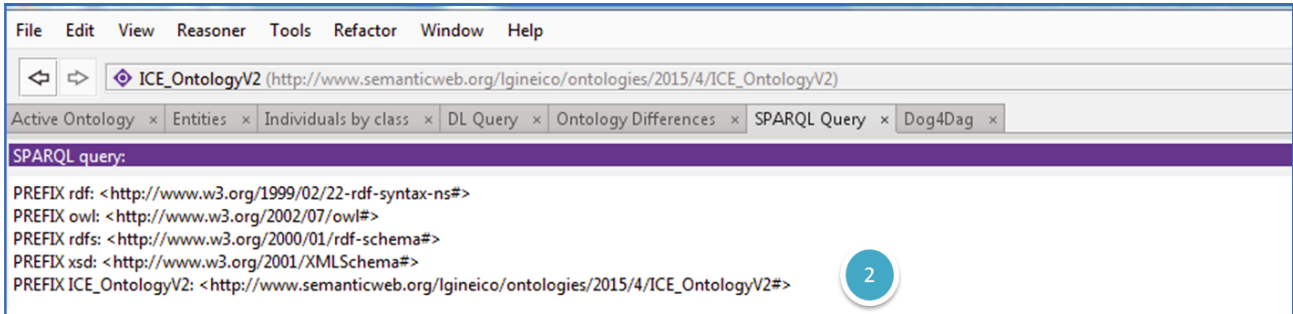 File Edit View Reasoner Tools Refactor Window Help
ICE_OntologyV2 (http://www.semanticweb.org/lgineico/ontologies/2015/4/ICE_OntologyV2)
Active Ontology × Entities × Individuals by class × DL Query × Ontology Differences × SPARQL Query × Dog4Dag ×
SPARQL query:
PREFIX rdf: <http://www.w3.org/1999/02/22-rdf-syntax-ns#>
PREFIX owl: <http://www.w3.org/2002/07/owl#>
PREFIX rdfs: <http://www.w3.org/2000/01/rdf-schema#>
PREFIX xsd: <http://www.w3.org/2001/XMLSchema#>
PREFIX ICE_OntologyV2: <http://www.semanticweb.org/lgineico/ontologies/2015/4/ICE_OntologyV2#>
2